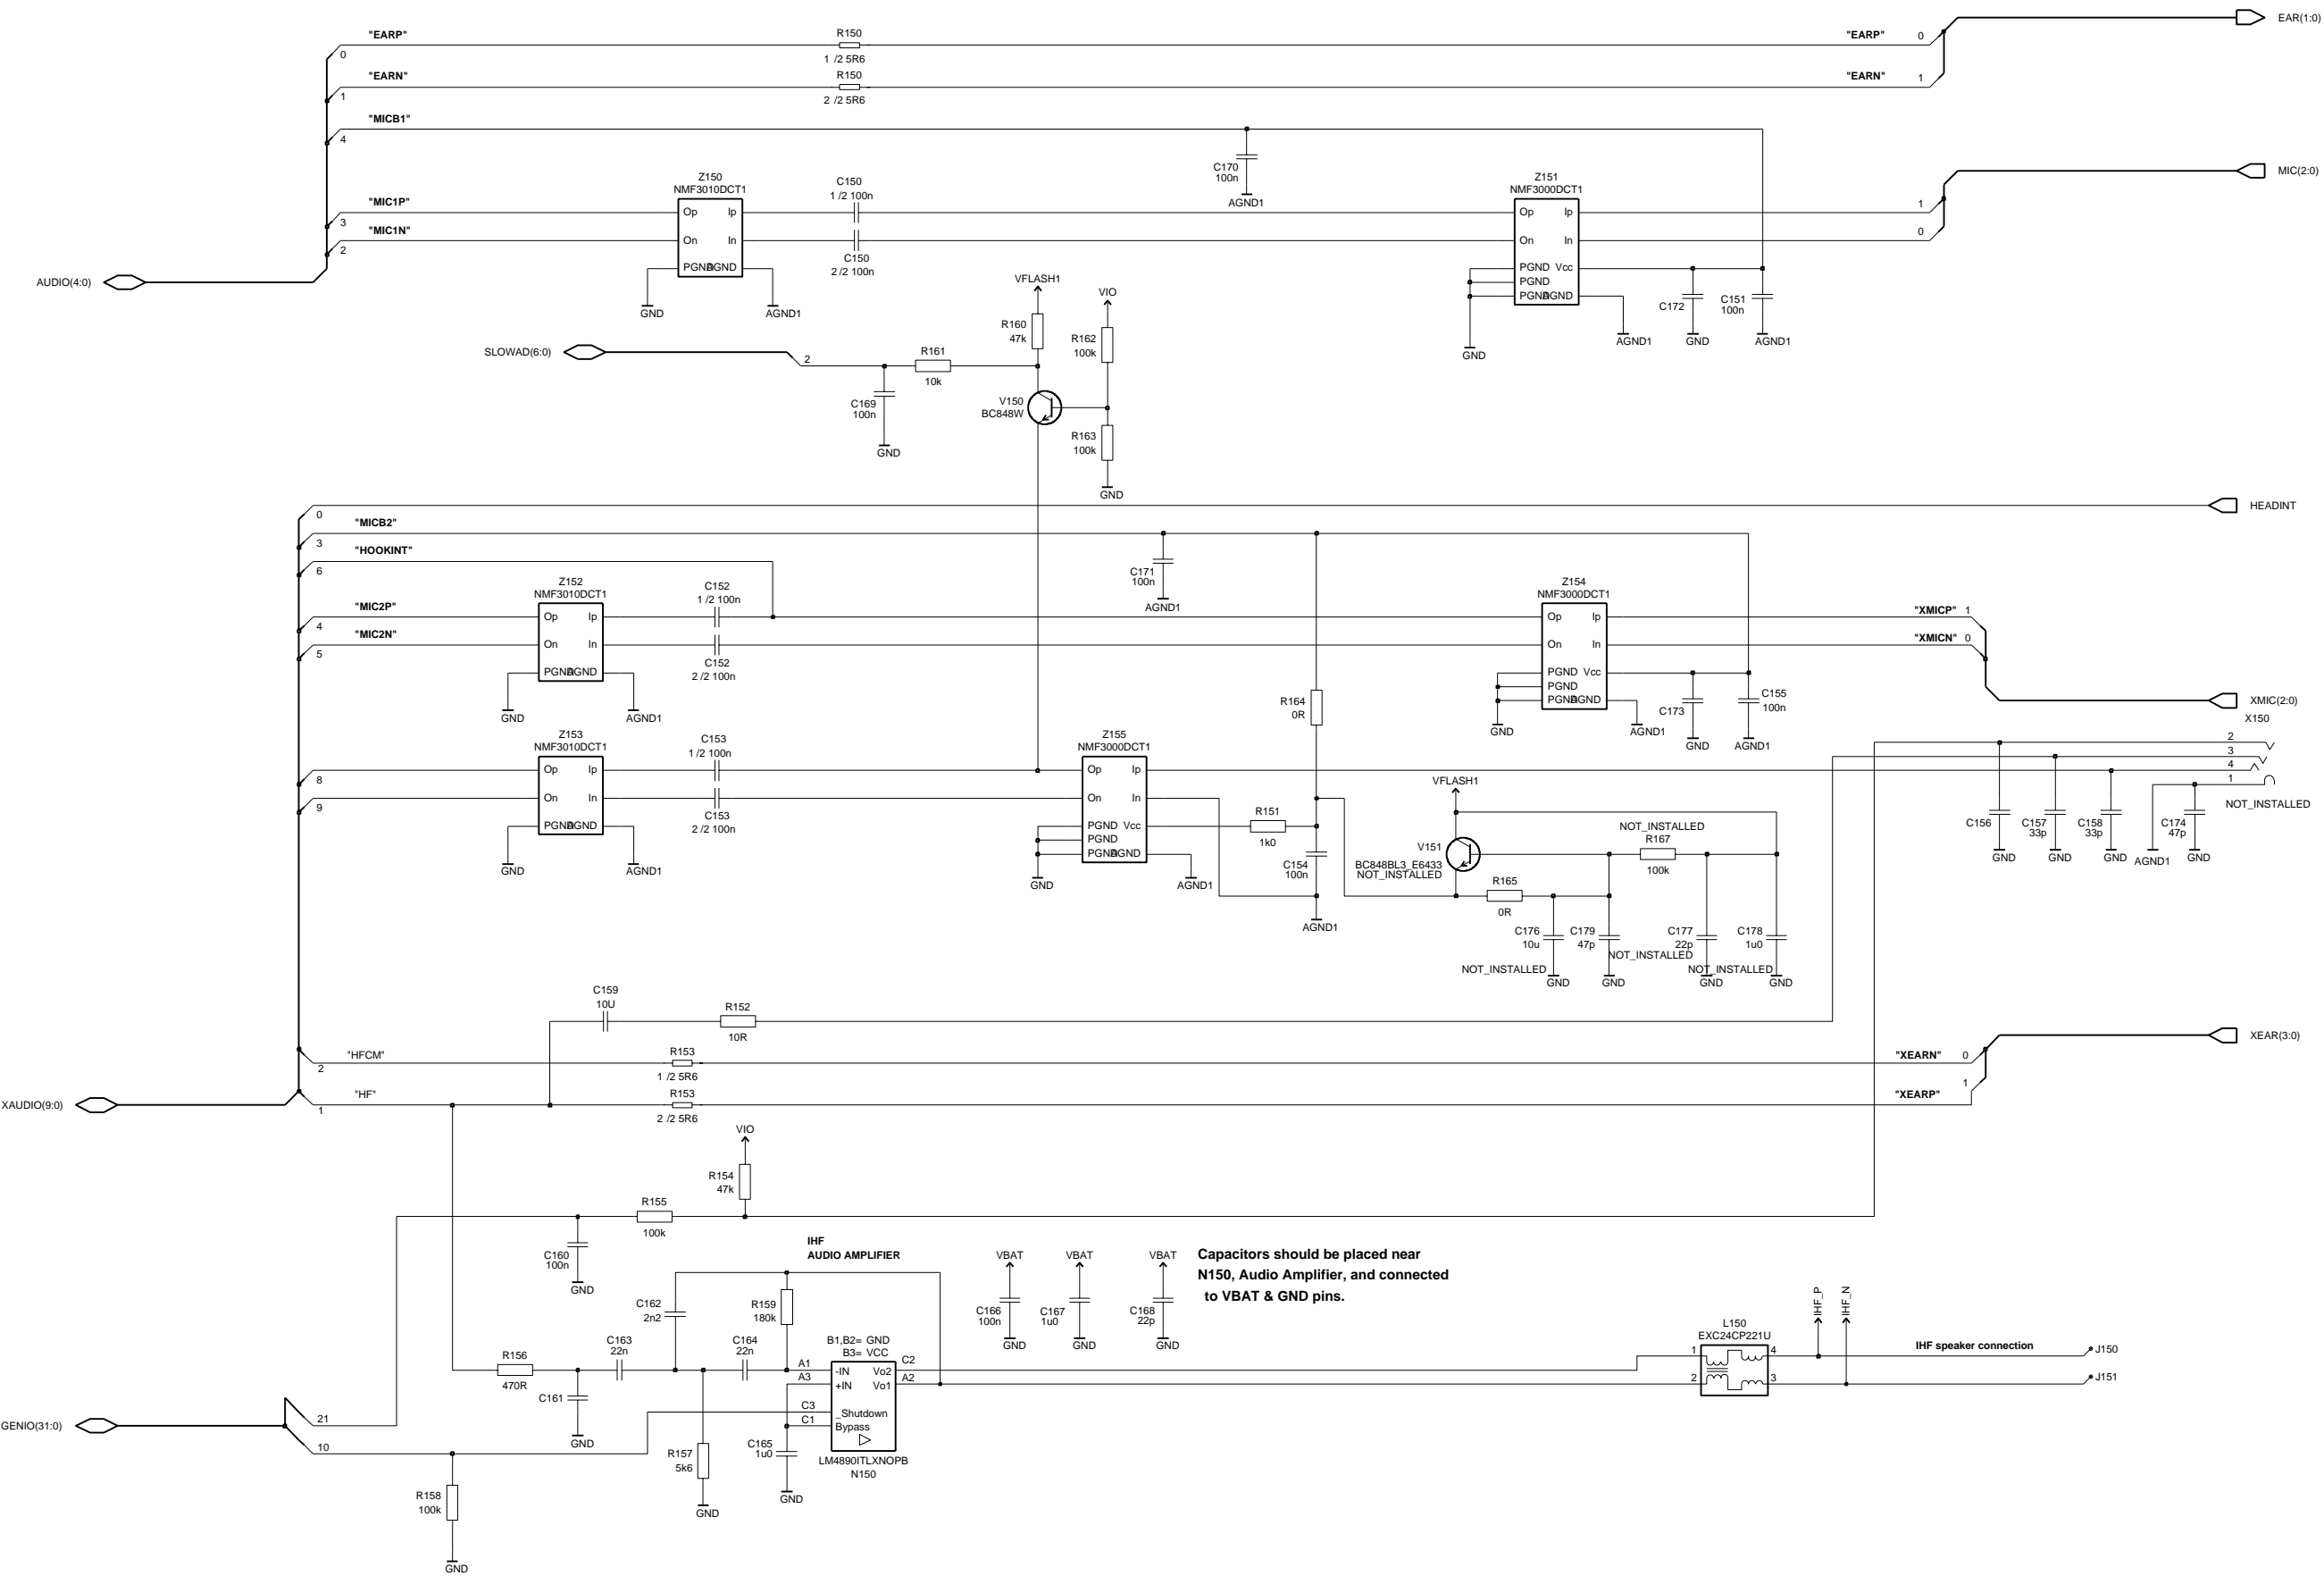 EAR(1:0)
"EARP"
0
R150
1 /2 5R6
"EARP"
0
"EARN"
1
R150
2 /2 5R6
"EARN"
1
"MICB1"
4
C170
100n
AGND1
MIC(2:0)
Z150
NMF3010DCT1
C150
1 /2 100n
Z151
NMF3000DCT1
"MIC1P"
3
Op Ip
Op Ip
1
"MIC1N"
2
On In
C150
2 /2 100n
On In
0
PGND AGND
GND
AGND1
PGND Vcc
PGND
PGND AGND
GND
AGND1
C172
GND
C151
100n
AGND1
AUDIO(4:0)
VFLASH1
VIO
R160
47k
R162
100k
SLOWAD(6:0)
2
R161
10k
C169
100n
GND
V150
BC848W
R163
100k
GND
0
HEADINT
"MICB2"
3
"HOOKINT"
6
C171
100n
AGND1
Z152
NMF3010DCT1
C152
1 /2 100n
Z154
NMF3000DCT1
"MIC2P"
4
Op Ip
Op Ip
"XMICP" 1
"MIC2N"
5
On In
C152
2 /2 100n
On In
"XMICN" 0
PGND AGND
GND
AGND1
PGND Vcc
PGND
PGND AGND
GND
AGND1
C173
GND
C155
100n
AGND1
R164
0R
XMIC(2:0)
X150
Z153
NMF3010DCT1
C153
1 /2 100n
Z155
NMF3000DCT1
2
3
4
1
NOT_INSTALLED
8
Op Ip
Op Ip
9
On In
C153
2 /2 100n
On In
PGND AGND
GND
AGND1
PGND Vcc
PGND
PGND AGND
GND
AGND1
R151
1k0
C154
100n
AGND1
VFLASH1
V151
BC848BL3_E6433
NOT_INSTALLED
NOT_INSTALLED
R167
100k
R165
0R
C156
GND
C157
33p
GND
C158
33p
GND
AGND1
C174
47p
GND
C176
10u
NOT_INSTALLED
GND
C179
47p
NOT_INSTALLED
GND
C177
22p
NOT_INSTALLED
GND
C178
1u0
GND
C159
10U
R152
10R
XEAR(3:0)
"HFCM"
2
R153
1 /2 5R6
"XEARN" 0
XAUDIO(9:0)
"HF"
1
R153
2 /2 5R6
1
"XEARP"
VIO
R154
47k
R155
100k
C160
100n
GND
IHF
AUDIO AMPLIFIER
VBAT
C166
100n
GND
VBAT
C167
1u0
GND
VBAT
C168
22p
GND
Capacitors should be placed near
N150, Audio Amplifier, and connected
to VBAT & GND pins.
C162
2n2
R159
180k
R156
470R
C163
22n
C164
22n
B1,B2= GND
B3= VCC
A1 -IN Vo2 C2
A3 +IN Vo1 A2
C3 _Shutdown
C1 Bypass
LM4890ITLXNOPB
N150
C161
GND
R157
5k6
GND
C165
1u0
GND
L150
EXC24CP221U
1 4
2 3
IHF_P
IHF_N
IHF speaker connection
J150
J151
GENIO(31:0)
21
10
R158
100k
GND